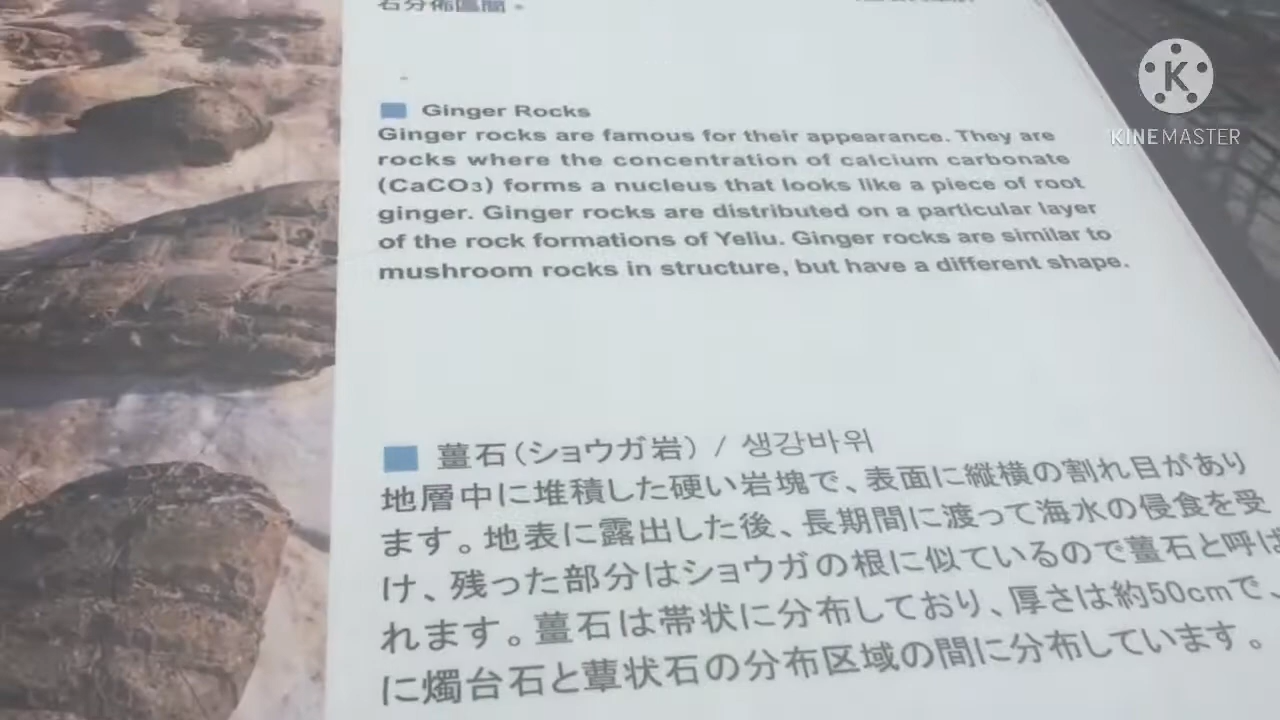 石分佈區間。
Ginger Rocks
Ginger rocks are famous for their appearance. They are
rocks where the concentration of calcium carbonate
(CaCO3) forms a nucleus that looks like a piece of root
ginger. Ginger rocks are distributed on a particular layer
of the rock formations of Yeliu. Ginger rocks are similar to
mushroom rocks in structure, but have a different shape.
薑石(ショウガ岩) / 생강바위
地層中に堆積した硬い岩塊で、表面に縦横の割れ目があり
ます。地表に露出した後、長期間に渡って海水の侵食を受
け、残った部分はショウガの根に似ているので薑石と呼ば
れます。薑石は帯状に分布しており、厚さは約50cmで、
に燭台石と蕈状石の分布区域の間に分布しています。
K
KINEMASTER